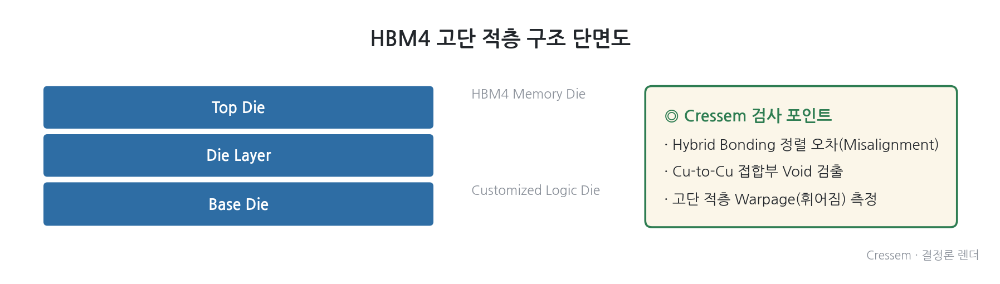 HBM4 고단 적층 구조 단면도
Top Die
HBM4 Memory Die
Die Layer
Base Die
Customized Logic Die
◎ Cressem 검사 포인트
· Hybrid Bonding 정렬 오차(Misalignment)
· Cu-to-Cu 접합부 Void 검출
· 고단 적층 Warpage(휘어짐) 측정
Cressem · 결정론 렌더